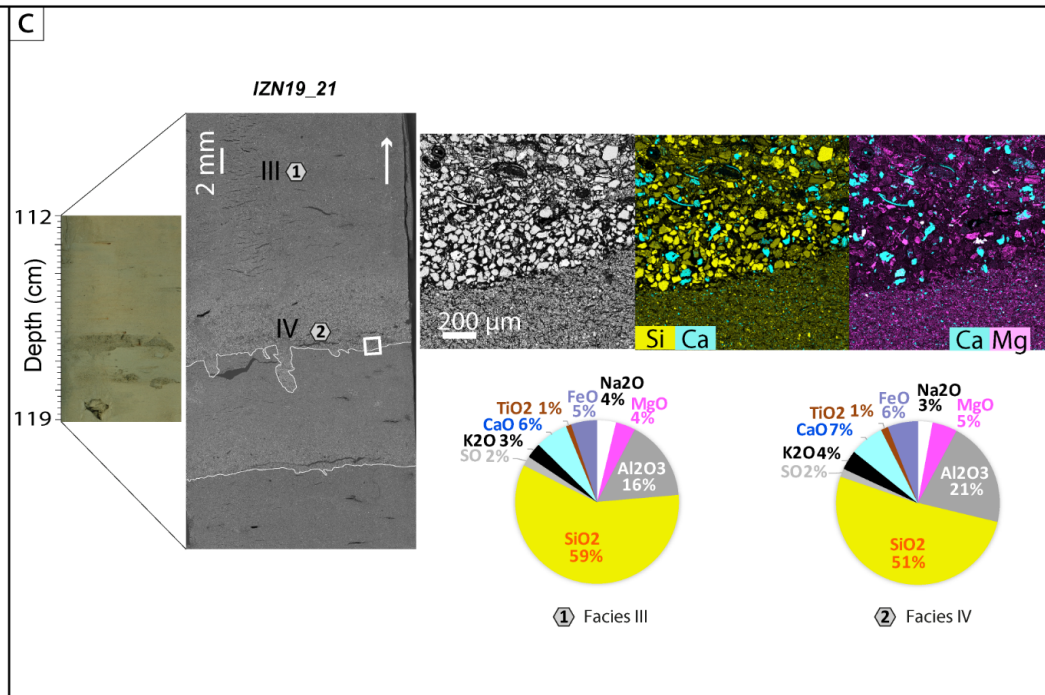 C
IZN19_21
2 mm
III 1
IV 2
112
Depth (cm)
119
200 µm
Si Ca
Ca Mg
Na2O
4%
MgO
4%
Al2O3
16%
SiO2
59%
SO 2%
K2O 3%
CaO 6%
TiO2 1%
FeO
5%
1 Facies III
Na2O
3%
MgO
5%
Al2O3
21%
SiO2
51%
SO2%
K2O 4%
CaO7%
TiO2 1%
FeO
6%
2 Facies IV